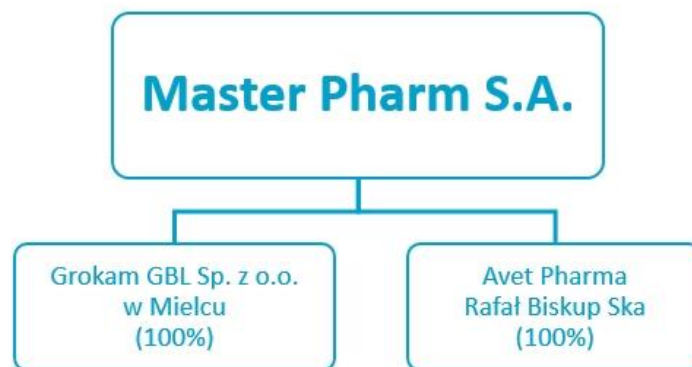 Master Pharm S.A.
Grokam GBL Sp. z o.o.
w Mielcu
(100%)
Avet Pharma
Rafał Biskup Ska
(100%)